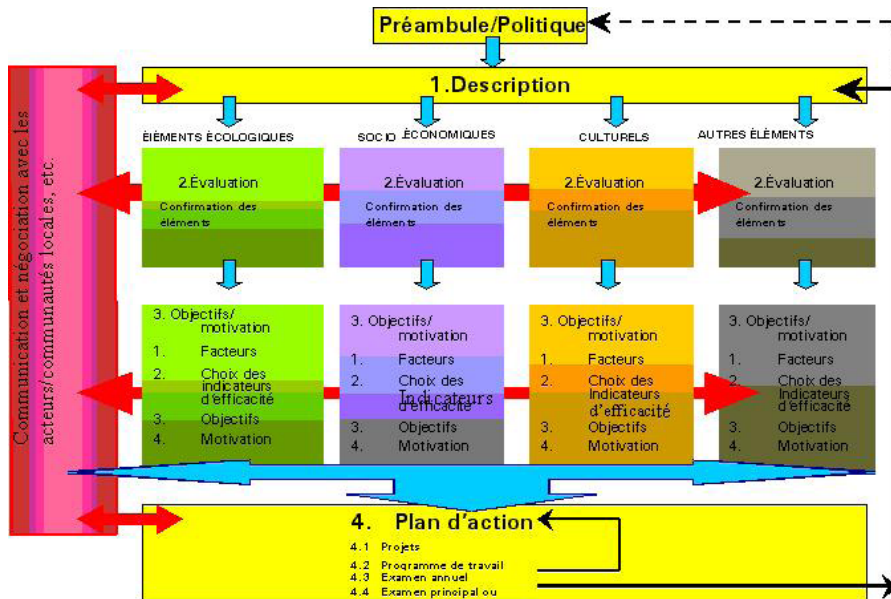 Préambule/Politique
1.Description
Communication et négociation avec les
acteurs/communautés locales, etc.
ÉLÉMENTS ÉCOLOGIQUES
SOCIO ÉCONOMIQUES
CULTURELS
AUTRES ÉLÉMENTS
2.Évaluation
Confirmation des
éléments
2.Évaluation
Confirmation des
éléments
2.Évaluation
Confirmation des
éléments
2.Évaluation
Confirmation des
éléments
3. Objectifs/
motivation
1. Facteurs
2. Choix des
indicateurs
d'efficacité
3. Objectifs
4. Motivation
3. Objectifs/
motivation
1. Facteurs
2. Choix des
Indicateurs
d'efficacité
3. Objectifs
4. Motivation
3. Objectifs/
motivation
1. Facteurs
2. Choix des
Indicateurs
d'efficacité
3. Objectifs
4. Motivation
3. Objectifs/
motivation
1. Facteurs
2. Choix des
Indicateurs
d'efficacité
3. Objectifs
4. Motivation
4. Plan d'action
4.1 Projets
4.2 Programme de travail
4.3 Examen annuel
4.4 Examen principal ou